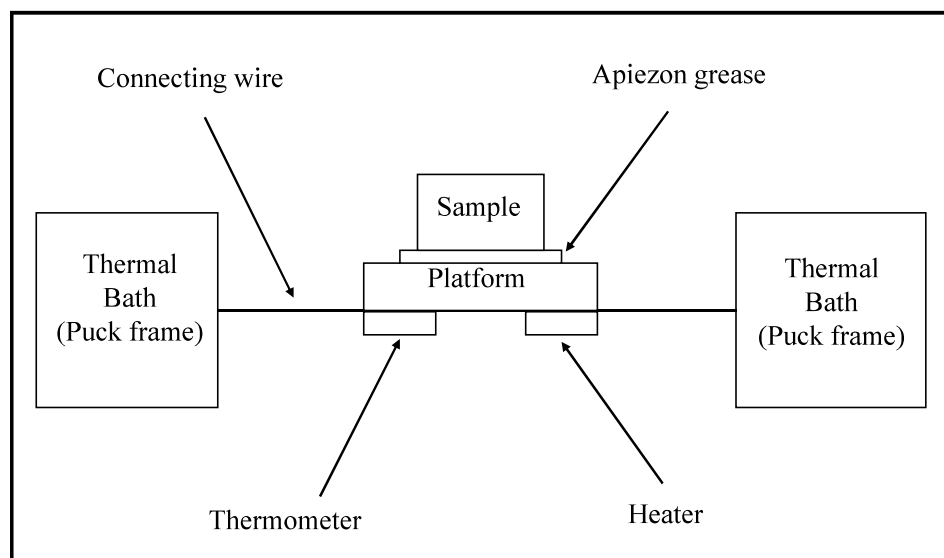 Connecting wire
Apiezon grease
Sample
Thermal
Bath
(Puck frame)
Platform
Thermal
Bath
(Puck frame)
Thermometer
Heater